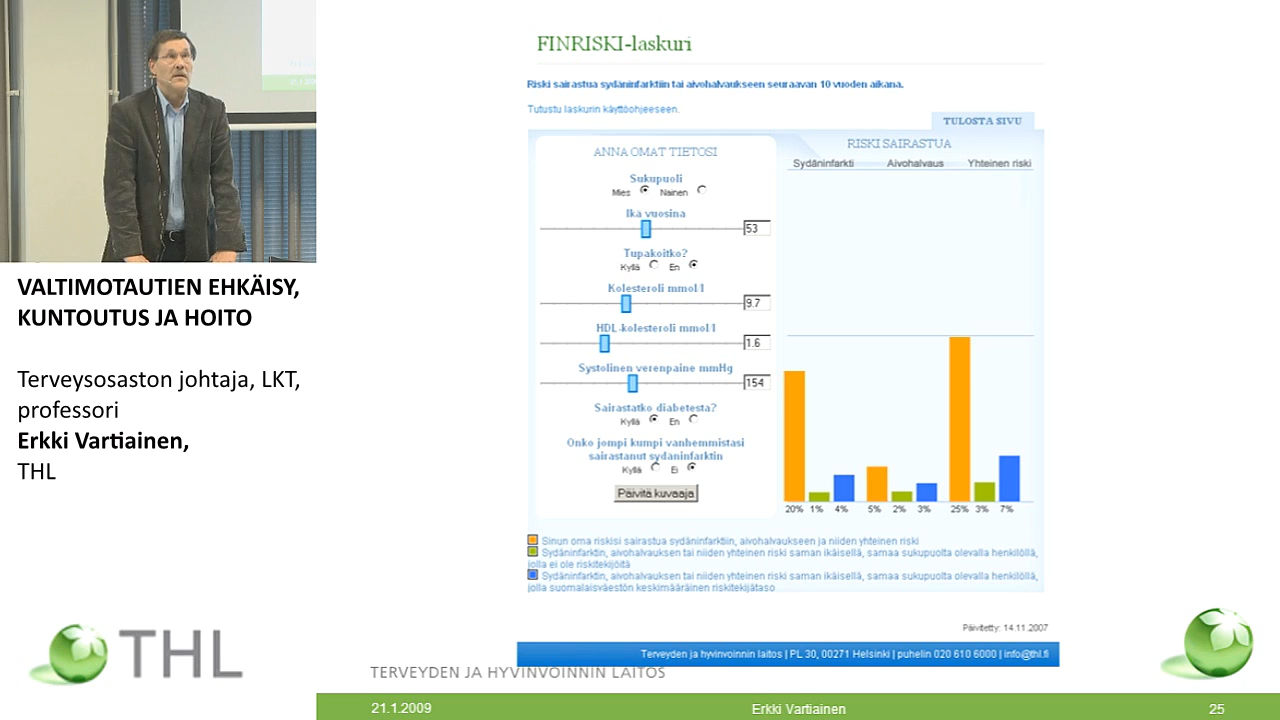 VALTIMOTAUTIEN EHKÄISY,
KUNTOUTUS JA HOITO
Terveysosaston johtaja, LKT,
professori
Erkki Vartiainen,
THL
THL
FINRISKI-laskuri
Riski sairastua sydäninfarktiin tai aivohalvaukseen seuraavan 10 vuoden aikana.
Tutustu laskurin käyttöohjeeseen.
TULOSTA SIVU
ANNA OMAT TIETOSI
Sukupuoli
Mies Nainen
Ikä vuosina
53
Tupakoitko?
Kyllä En
Kolesteroli mmol/l
9.7
HDL-kolesteroli mmol/l
1.6
Systolinen verenpaine mmHg
154
Sairastatko diabetesta?
Kyllä En
Onko jompi kumpi vanhemmistasi
sairastanut sydäninfarktin
Kyllä Ei
Päivitä kuvaaja
RISKI SAIRASTUA
Sydäninfarkti Aivohalvaus Yhteinen riski
20% 1% 4% 5% 2% 3% 25% 3% 7%
Sinun oma riskisi sairastua sydäninfarktiin, aivohalvaukseen ja niiden yhteinen riski
Sydäninfarktin, aivohalvauksen tai niiden yhteinen riski saman ikäisellä, samaa sukupuolta olevalla henkilöllä,
jolla ei ole riskitekijöitä
Sydäninfarktin, aivohalvauksen tai niiden yhteinen riski saman ikäisellä, samaa sukupuolta olevalla henkilöllä,
jolla suomalaisväestön keskimääräinen riskitekijätaso
Päivitetty: 14.11.2007
Terveyden ja hyvinvoinnin laitos | PL 30, 00271 Helsinki | puhelin 020 610 6000 | info@thl.fi
TERVEYDEN JA HYVINVOINNIN LAITOS
21.1.2009 Erkki Vartiainen 25